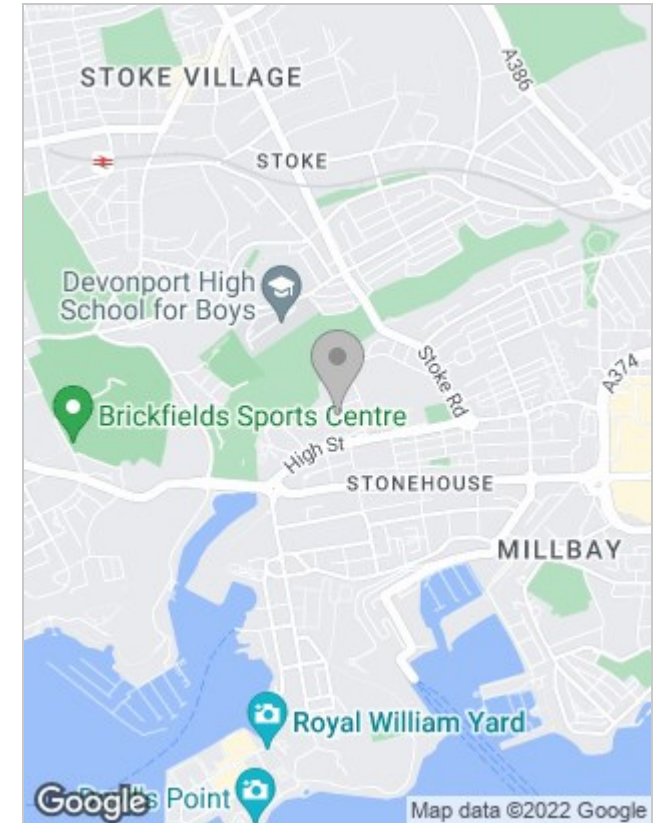 STOKE VILLAGE
A386
STOKE
Devonport High
School for Boys
Stoke Rd
A374
Brickfields Sports Centre
High St
STONEHOUSE
MILLBAY
Royal William Yard
Google
Point
Map data ©2022 Google